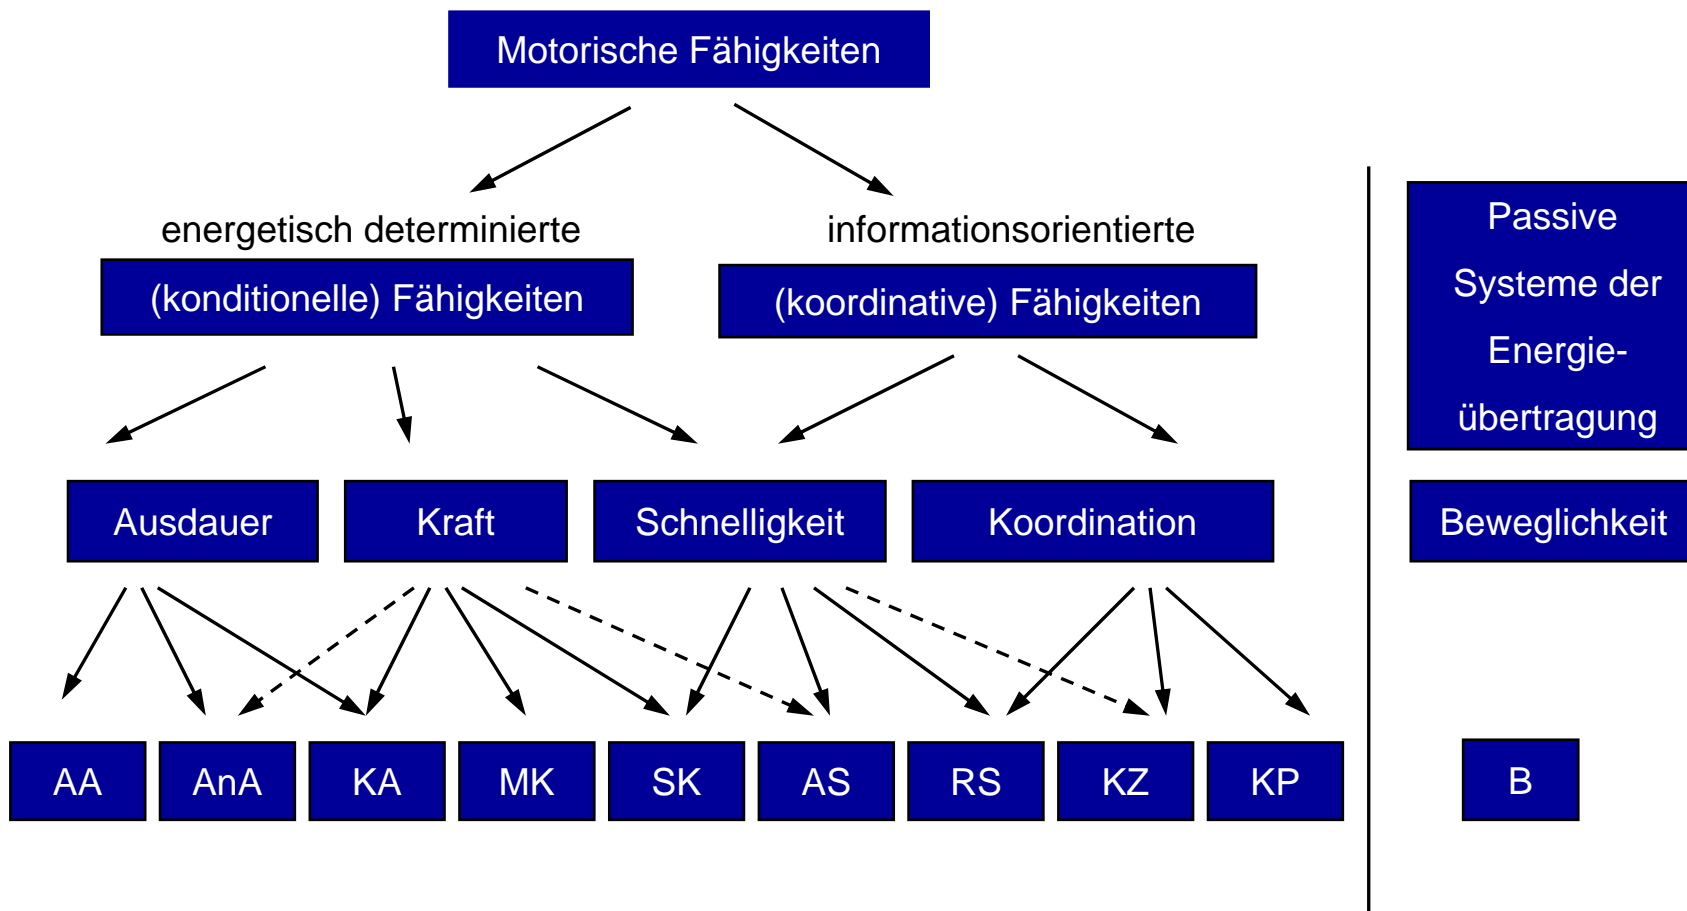 Motorische Fähigkeiten
energetisch determinierte
(konditionelle) Fähigkeiten
informationsorientierte
(koordinative) Fähigkeiten
Passive
Systeme der
Energie-
übertragung
Ausdauer
Kraft
Schnelligkeit
Koordination
Beweglichkeit
AA
AnA
KA
MK
SK
AS
RS
KZ
KP
B